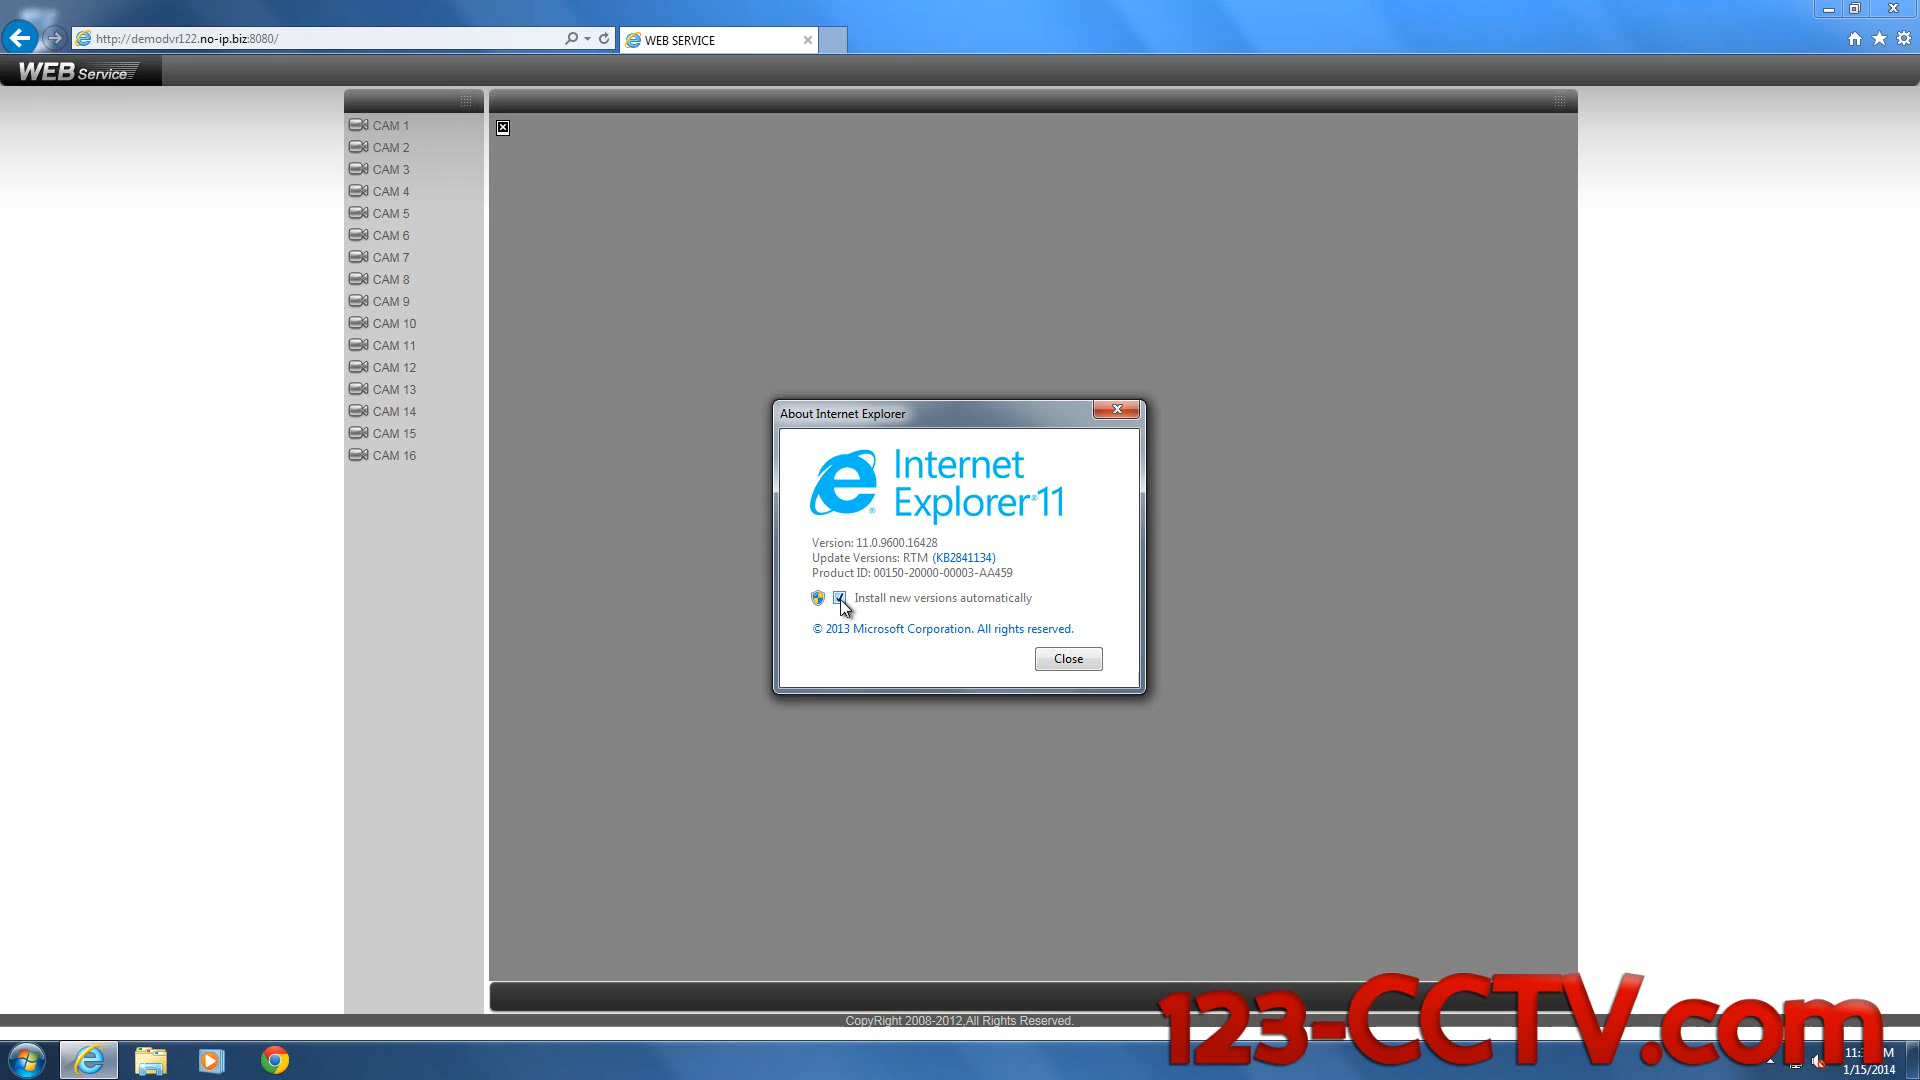 http://demodvr122.no-ip.biz:8080/
WEB SERVICE
WEB Service
CAM 1
CAM 2
CAM 3
CAM 4
CAM 5
CAM 6
CAM 7
CAM 8
CAM 9
CAM 10
CAM 11
CAM 12
CAM 13
CAM 14
CAM 15
CAM 16
About Internet Explorer
Internet
Explorer®11
Version: 11.0.9600.16428
Update Versions: RTM (KB2841134)
Product ID: 00150-20000-00003-AA459
Install new versions automatically
© 2013 Microsoft Corporation. All rights reserved.
Close
CopyRight 2008-2012,All Rights Reserved.
123-CCTV.com
1/15/2014